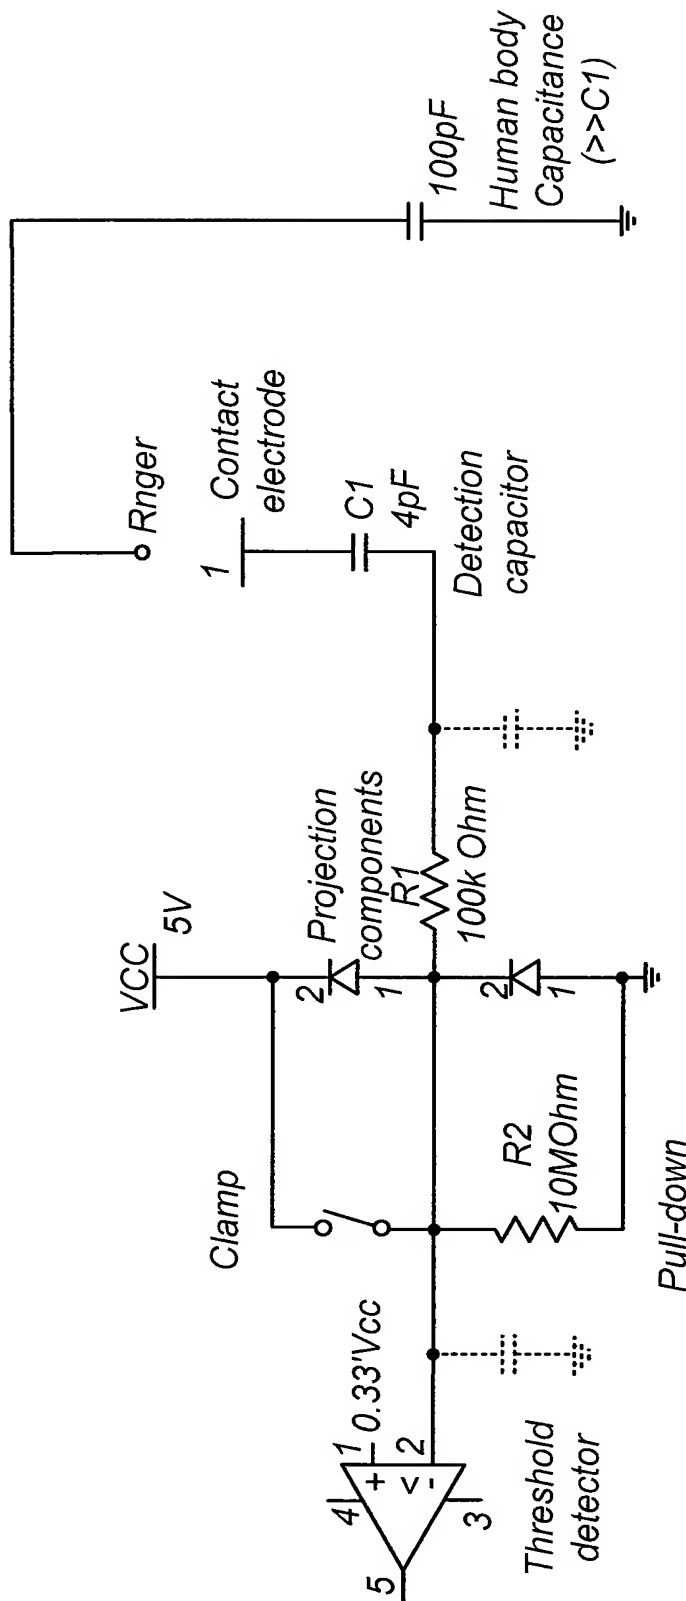 VCC
5V
Clamp
Projection
components
2
1
R1
100k Ohm
2
1
R2
10MOhm
Pull-down
0.33'Vcc
1
2
+
<
-
4
3
5
Threshold
detector
Rnger
1
Contact
electrode
C1
4pF
Detection
capacitor
100pF
Human body
Capacitance
(>>C1)